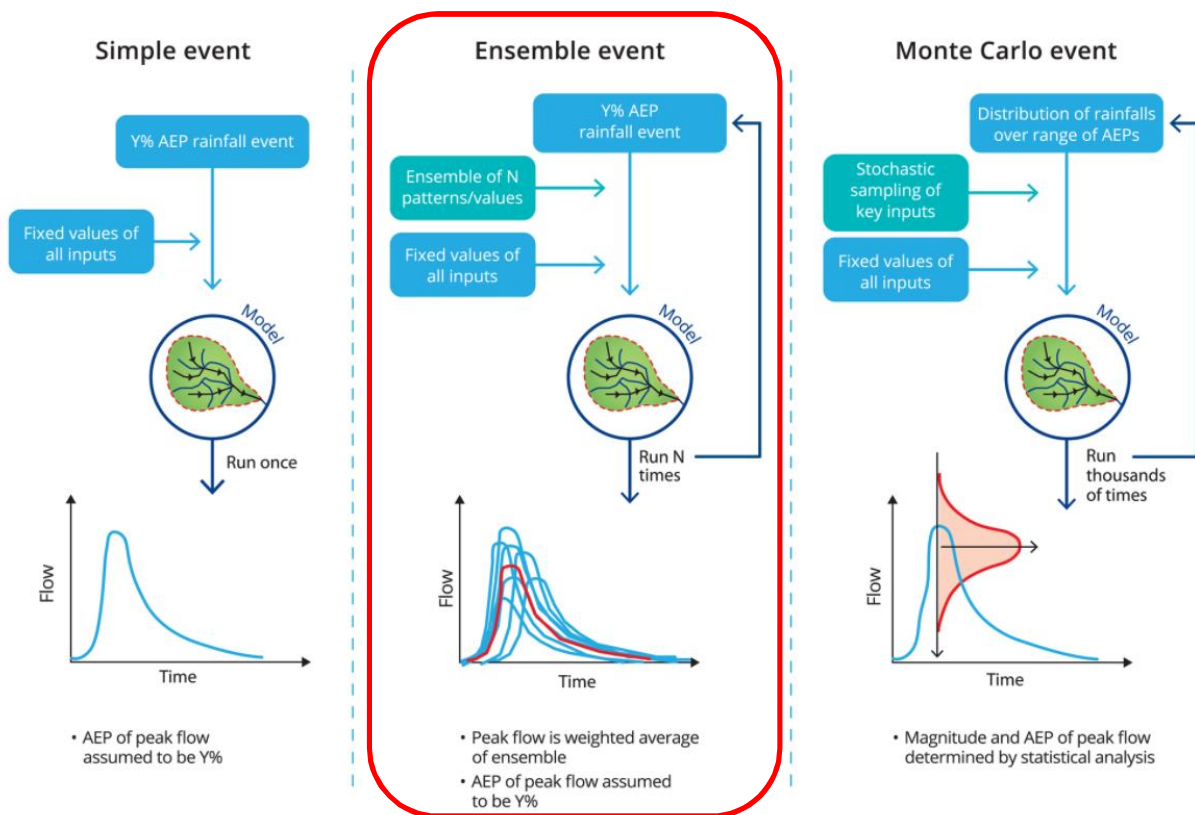 Simple event
Y% AEP rainfall event
Fixed values of
all inputs
Model
Run once
Flow
Time
• AEP of peak flow
assumed to be Y%
Ensemble event
Y% AEP
rainfall event
Ensemble of N
patterns/values
Fixed values of
all inputs
Model
Run N
times
Flow
Time
• Peak flow is weighted average
of ensemble
• AEP of peak flow assumed
to be Y%
Monte Carlo event
Distribution of rainfalls
over range of AEPs
Stochastic
sampling of
key inputs
Fixed values of
all inputs
Model
Run
thousands
of times
Flow
Time
• Magnitude and AEP of peak flow
determined by statistical analysis